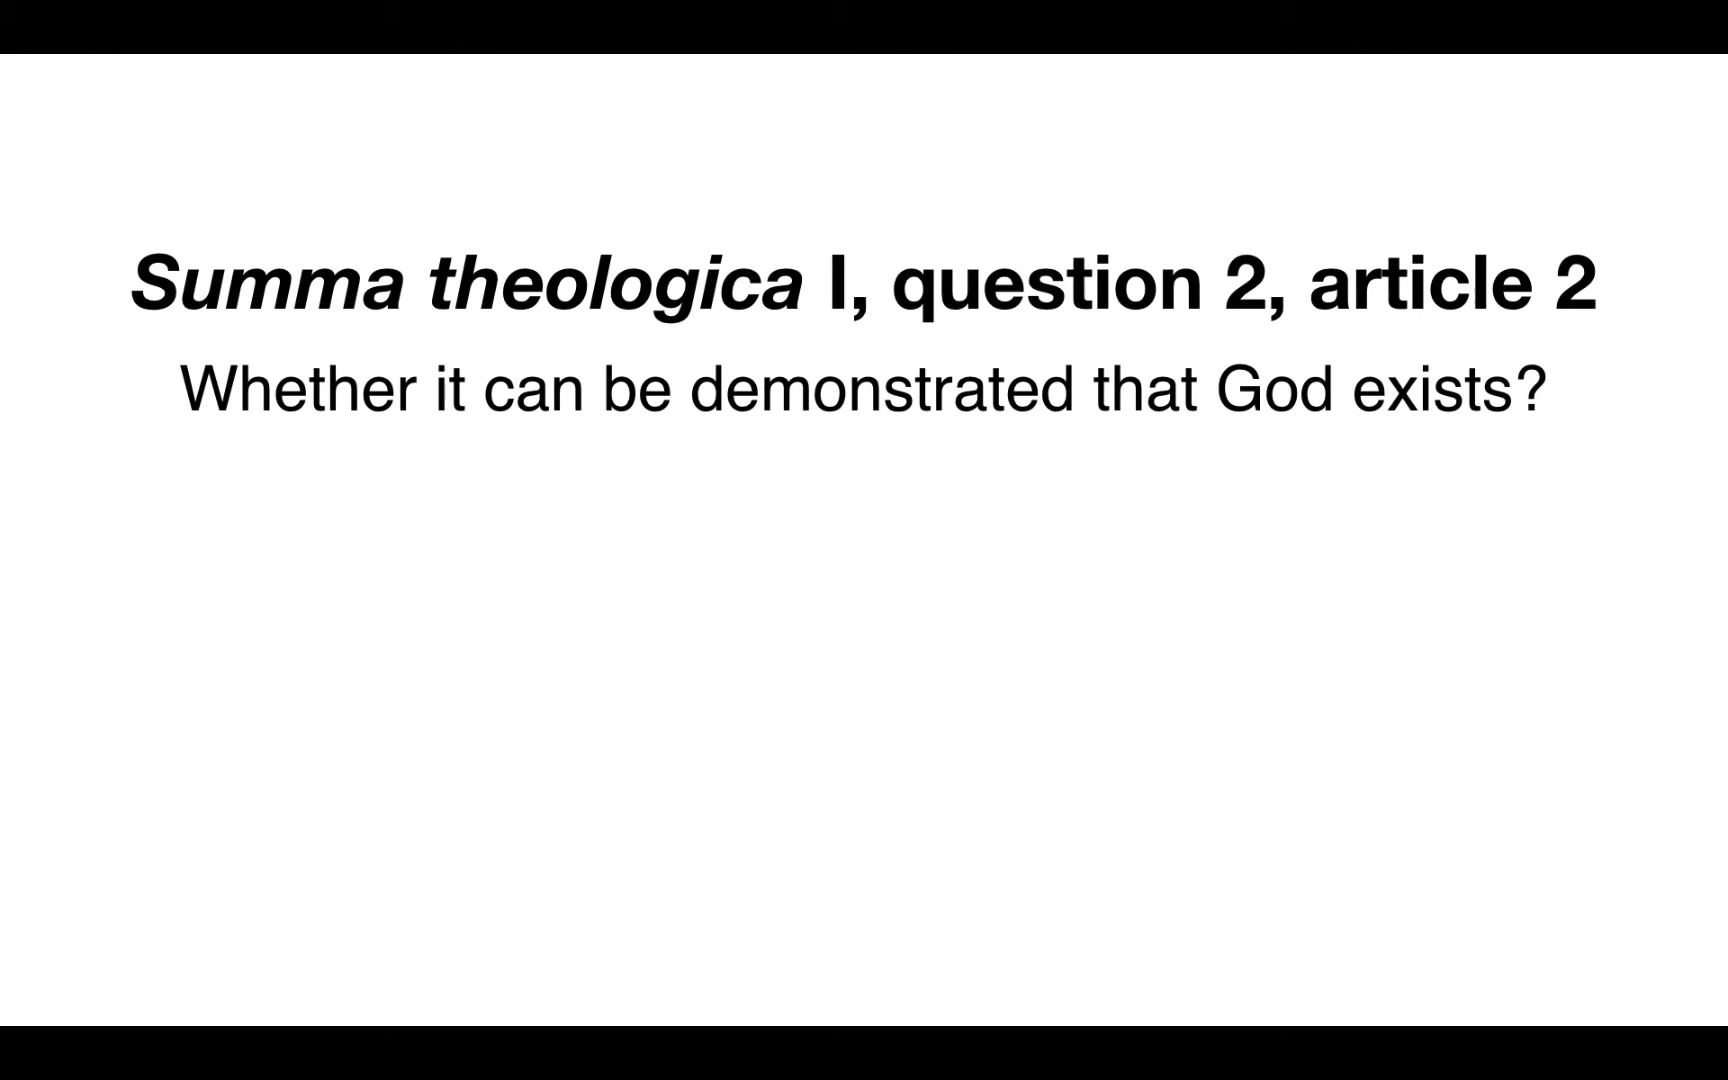 Summa theologica I, question 2, article 2
Whether it can be demonstrated that God exists?